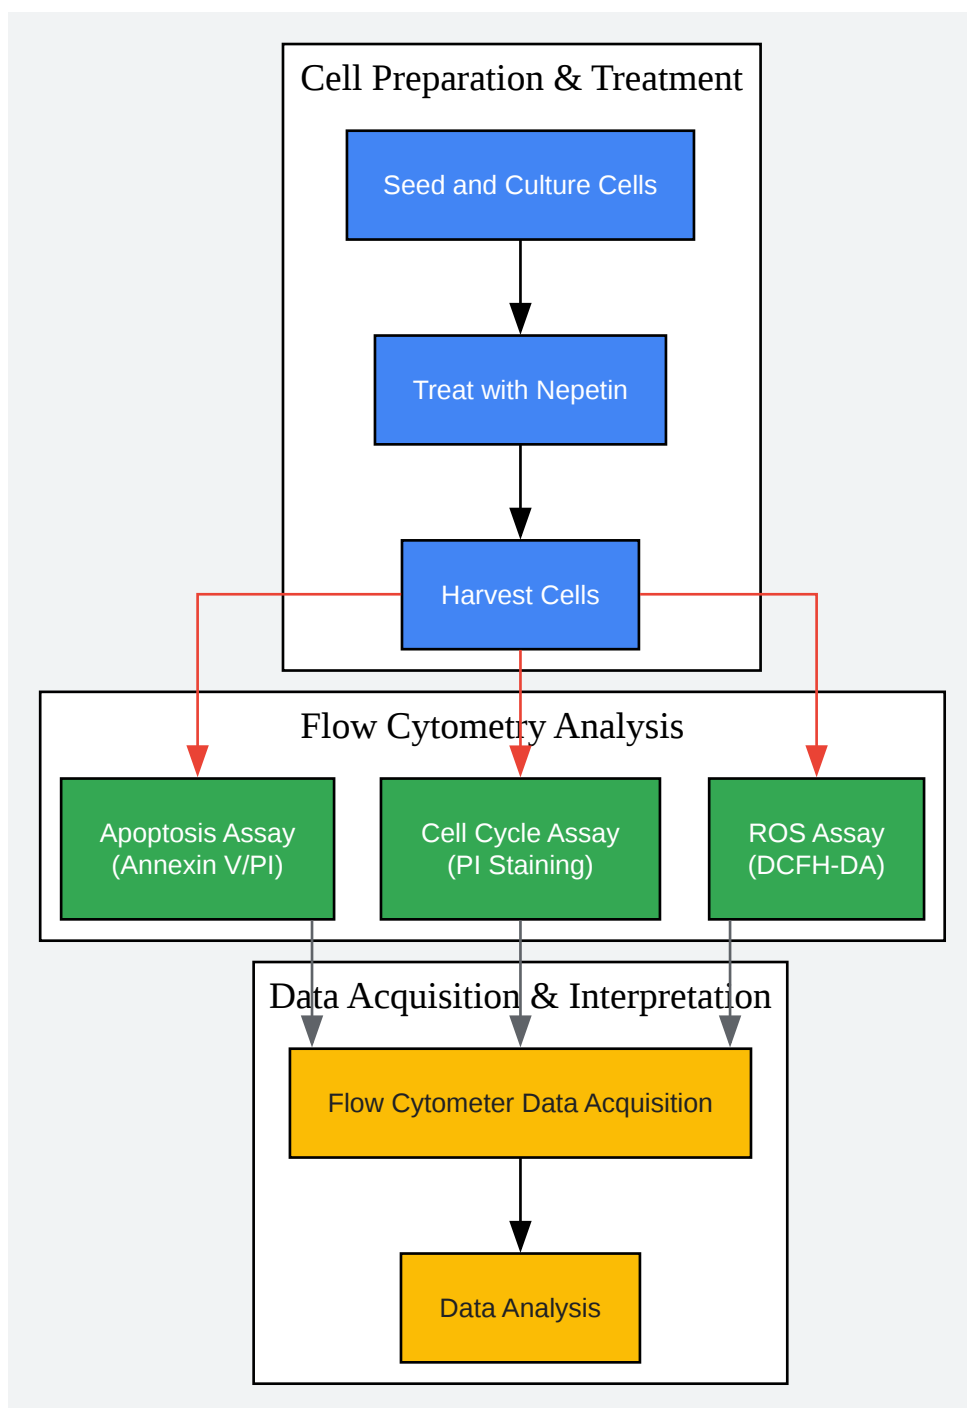 Cell Preparation & Treatment
Seed and Culture Cells
Treat with Nepetin
Harvest Cells
Flow Cytometry Analysis
Apoptosis Assay
(Annexin V/PI)
Cell Cycle Assay
(PI Staining)
ROS Assay
(DCFH-DA)
Data Acquisition & Interpretation
Flow Cytometer Data Acquisition
Data Analysis